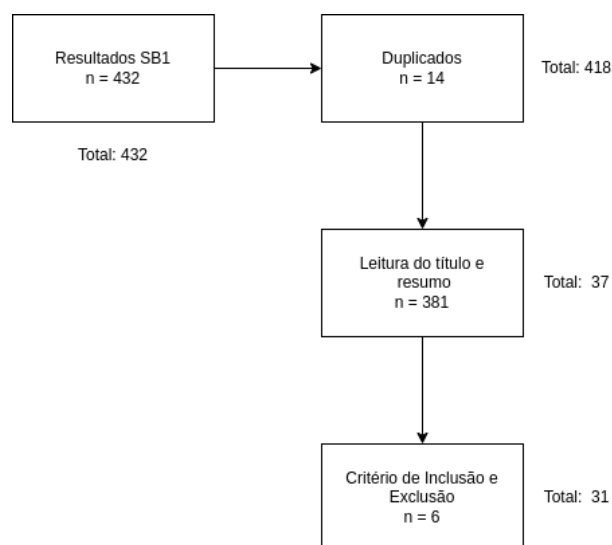 Resultados SB1
n = 432
Duplicados
n = 14
Total: 418
Total: 432
Leitura do título e
resumo
n = 381
Total: 37
Critério de Inclusão e
Exclusão
n = 6
Total: 31